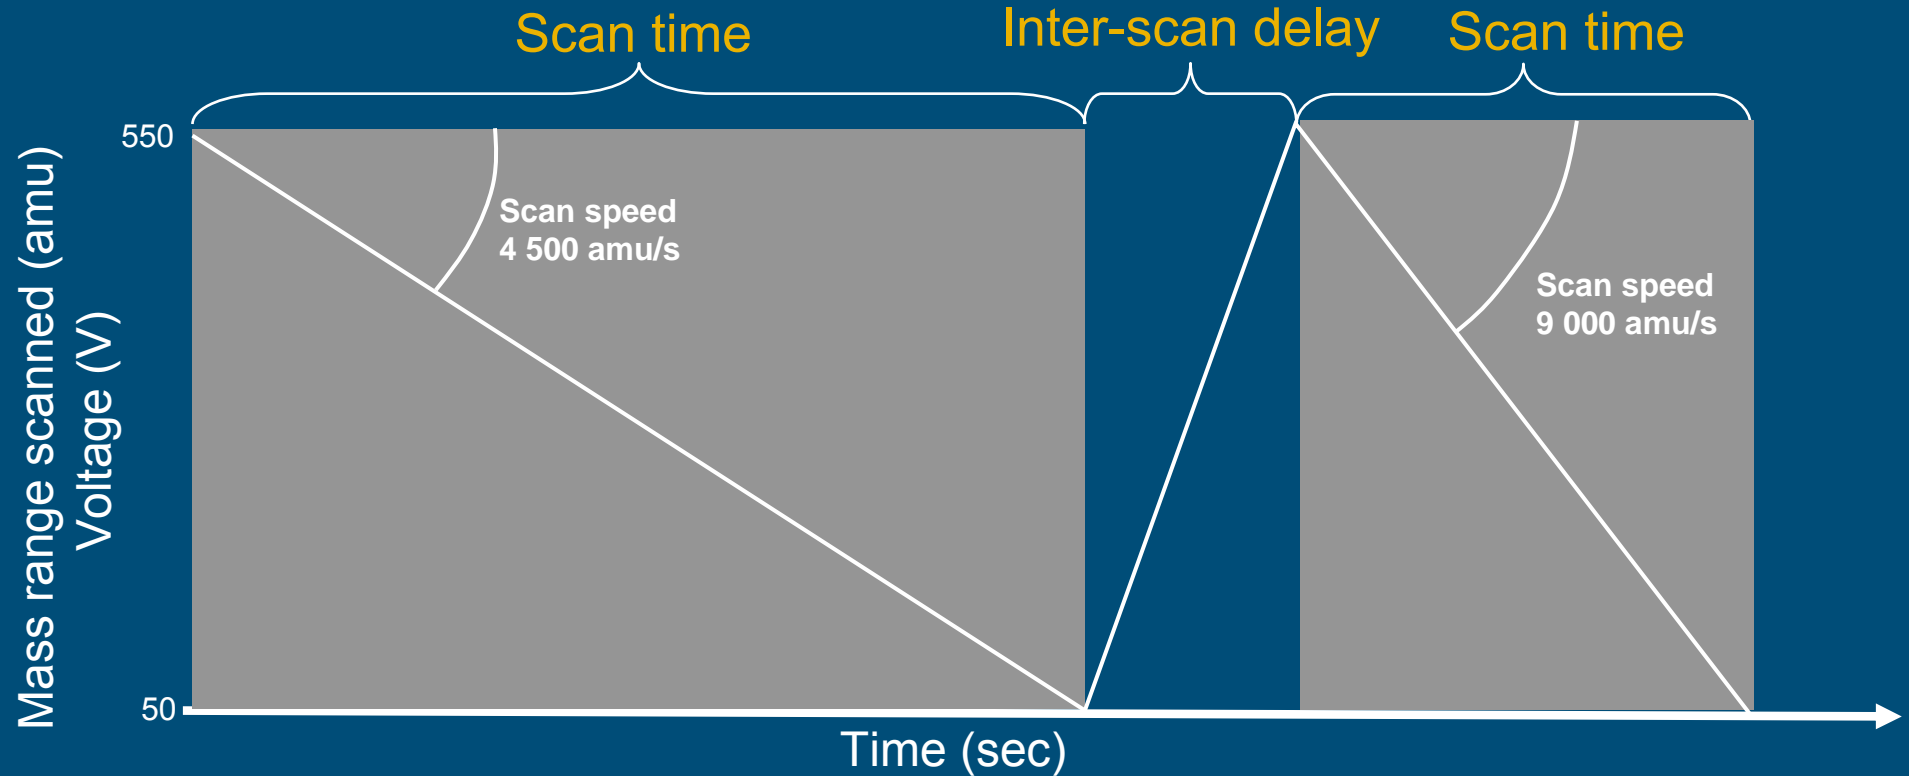 Scan time
Inter-scan delay
Scan time
550
Mass range scanned (amu)
Voltage (V)
Scan speed
4 500 amu/s
Scan speed
9 000 amu/s
50
Time (sec)